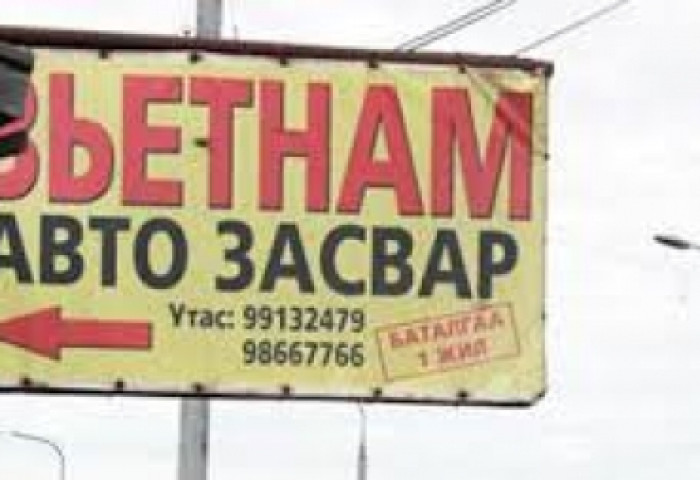 ВЬЕТНАМ
АВТО ЗАСВАР
Утас: 99132479
98667766
БАТАЛГАА
1 ЖИЛ